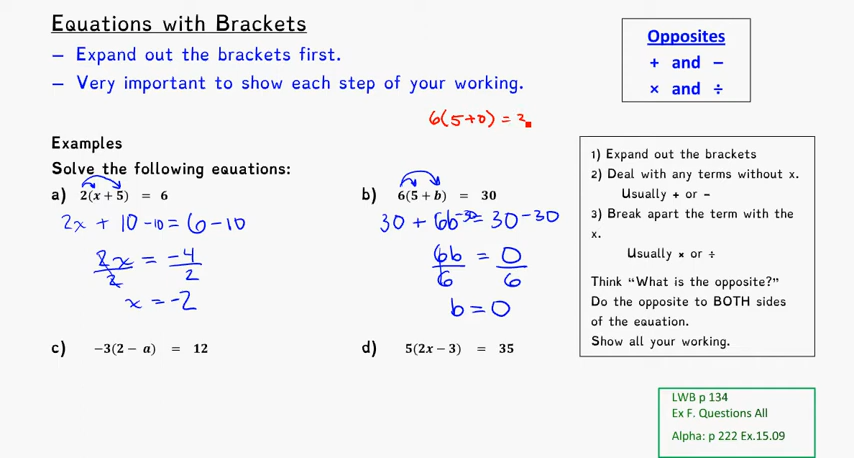 Equations with Brackets
– Expand out the brackets first.
– Very important to show each step of your working.
Opposites
+ and −
× and ÷
6(5+0) = 3
Examples
Solve the following equations:
a) 2(x + 5) = 6
2x + 10 -10 = 6 - 10
2x = -4
2 2
x = -2
b) 6(5 + b) = 30
30 + 6b -30 = 30 - 30
6b = 0
6 6
b = 0
c) −3(2 − a) = 12
d) 5(2x − 3) = 35
1) Expand out the brackets
2) Deal with any terms without x.
Usually + or −
3) Break apart the term with the
x.
Usually × or ÷
Think "What is the opposite?"
Do the opposite to BOTH sides
of the equation.
Show all your working.
LWB p 134
Ex F. Questions All
Alpha: p 222 Ex.15.09